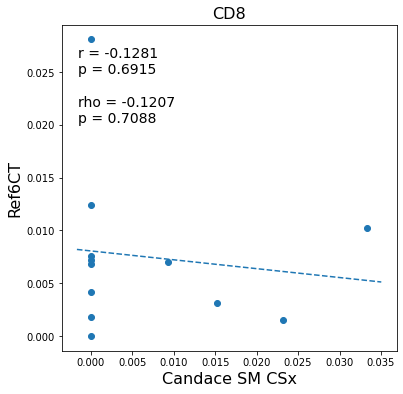 CD8
r = -0.1281
p = 0.6915
rho = -0.1207
p = 0.7088
Ref6CT
0.025
0.020
0.015
0.010
0.005
0.000
0.000 0.005 0.010 0.015 0.020 0.025 0.030 0.035
Candace SM CSx